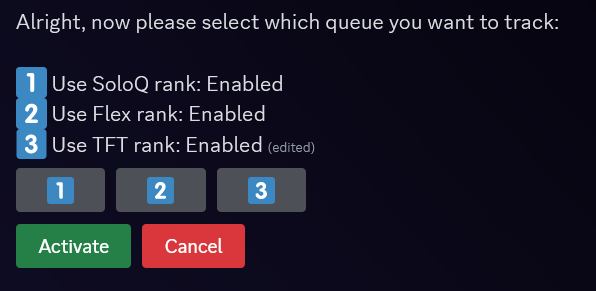 Alright, now please select which queue you want to track:
1 Use SoloQ rank: Enabled
2 Use Flex rank: Enabled
3 Use TFT rank: Enabled (edited)
1 2 3
Activate Cancel